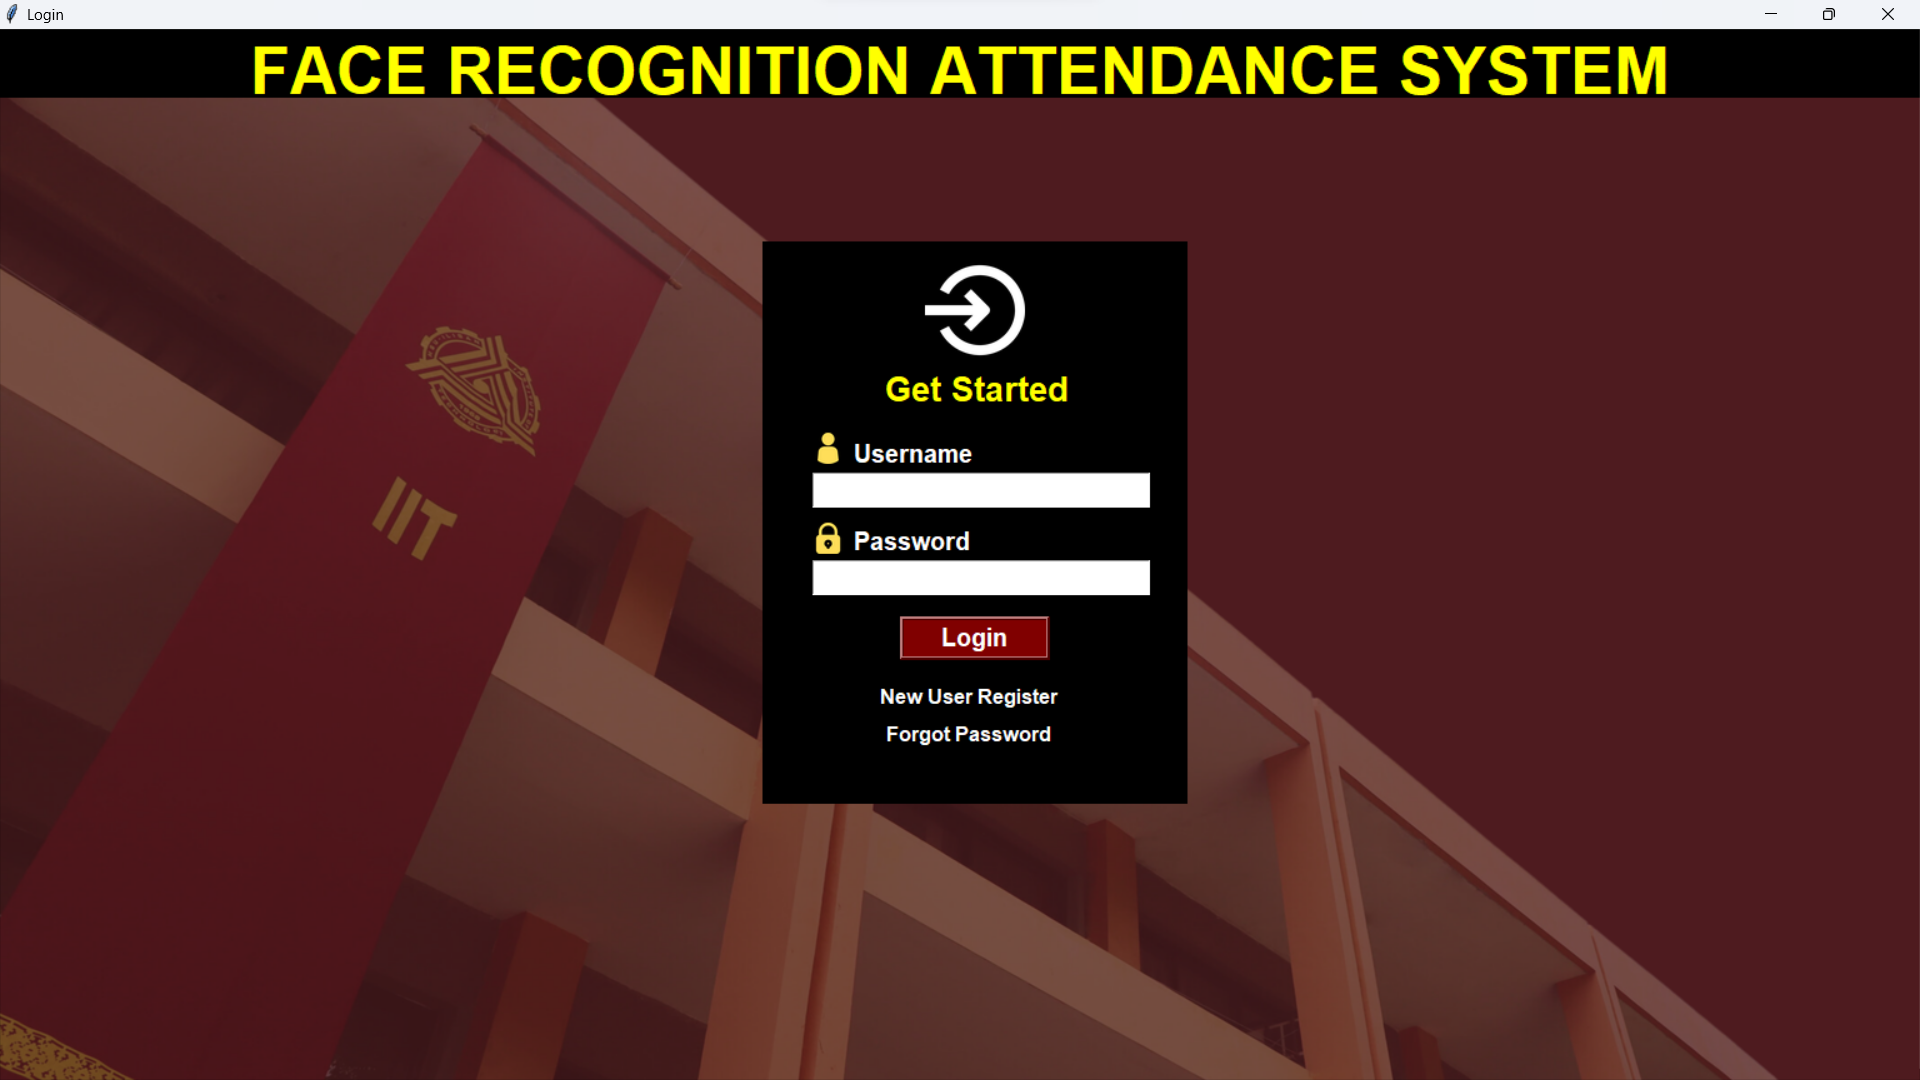 Login
FACE RECOGNITION ATTENDANCE SYSTEM
Get Started
Username
Password
Login
New User Register
Forgot Password
IIT